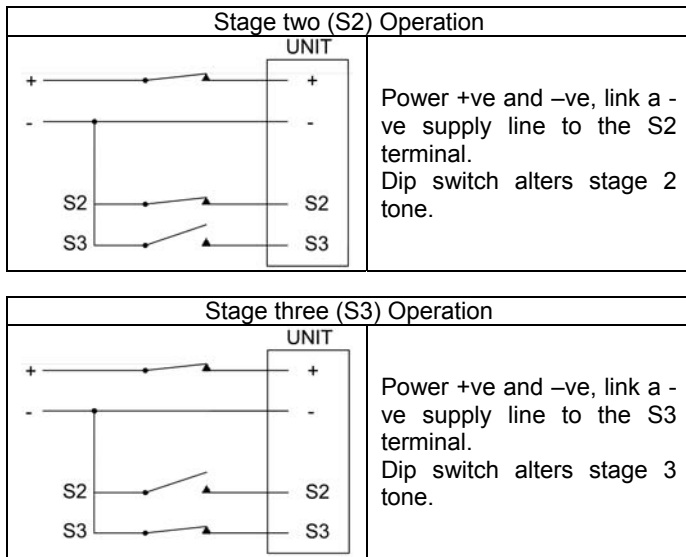 Stage two (S2) Operation
UNIT
+ +
- -
S2 S2
S3 S3
Power +ve and –ve, link a -
ve supply line to the S2
terminal.
Dip switch alters stage 2
tone.
Stage three (S3) Operation
UNIT
+ +
- -
S2 S2
S3 S3
Power +ve and –ve, link a -
ve supply line to the S3
terminal.
Dip switch alters stage 3
tone.